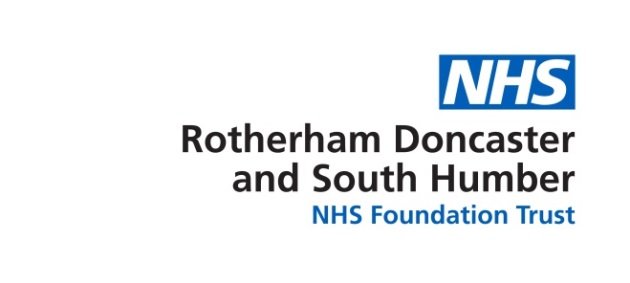 NHS
Rotherham Doncaster
and South Humber
NHS Foundation Trust